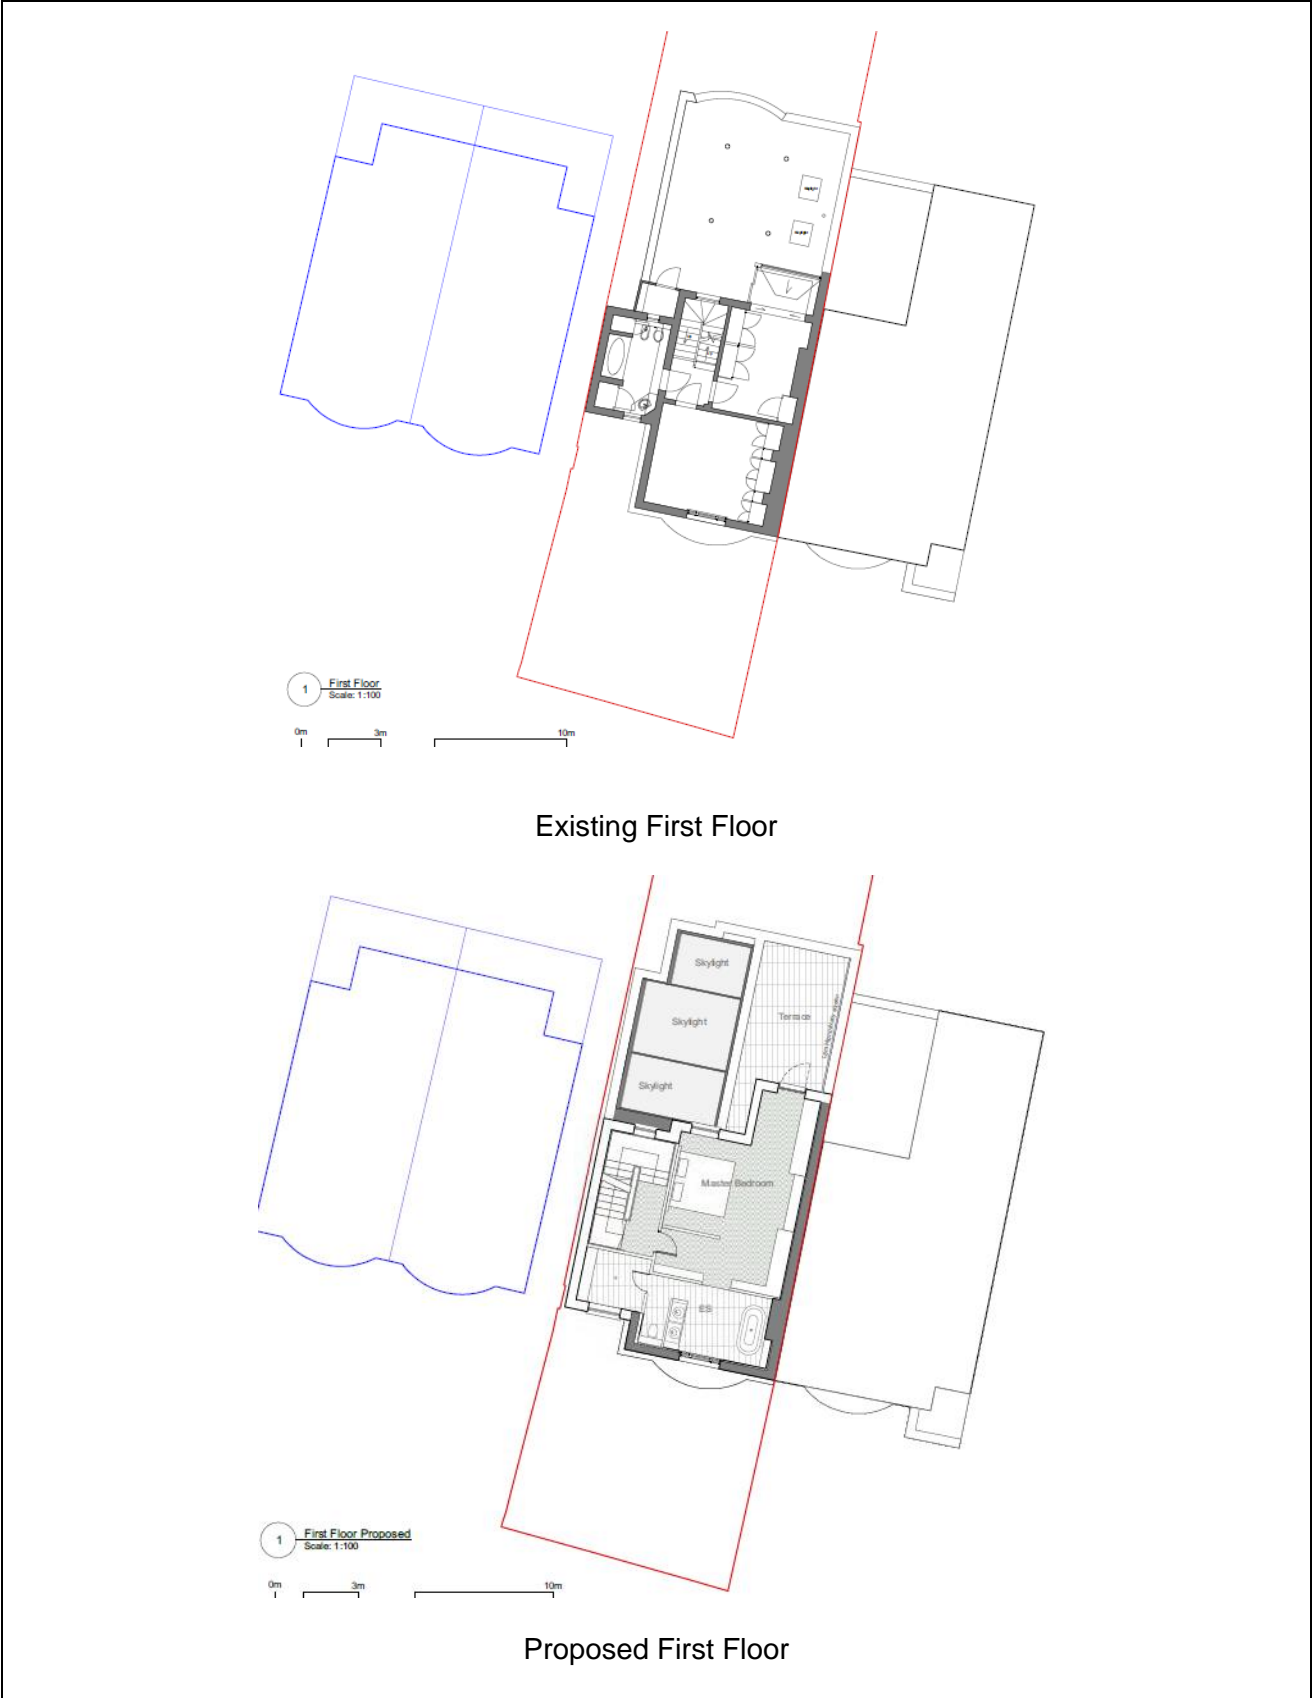 1
First Floor
Scale: 1:100
0m
3m
10m
Existing First Floor
Skylight
Skylight
Terrace
Skylight
Master Bedroom
ES
1
First Floor Proposed
Scale: 1:100
0m
3m
10m
Proposed First Floor